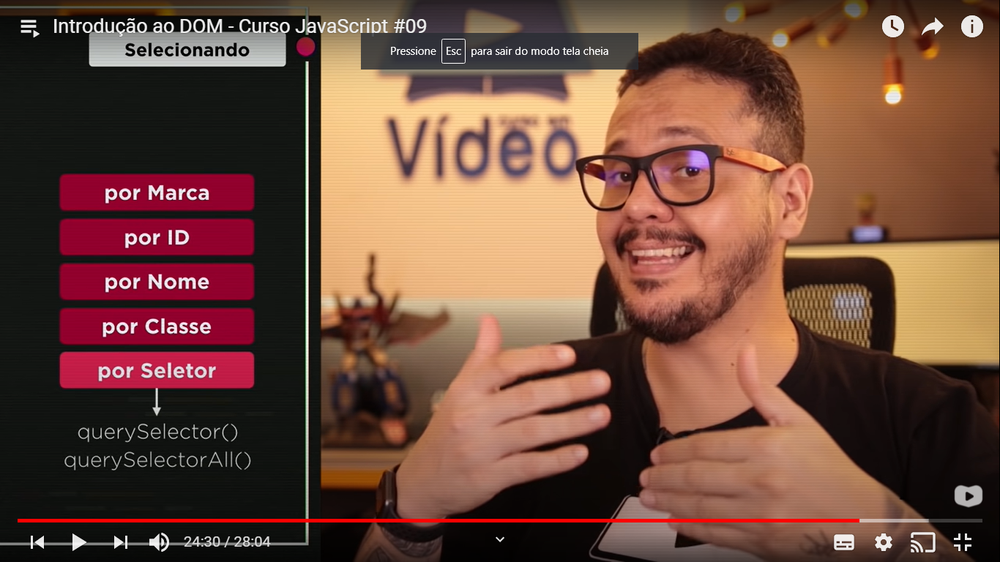 Introdução ao DOM - Curso JavaScript #09
Pressione Esc para sair do modo tela cheia
Selecionando
por Marca
por ID
por Nome
por Classe
por Seletor
querySelector()
querySelectorAll()
Vídeo
24:30 / 28:04